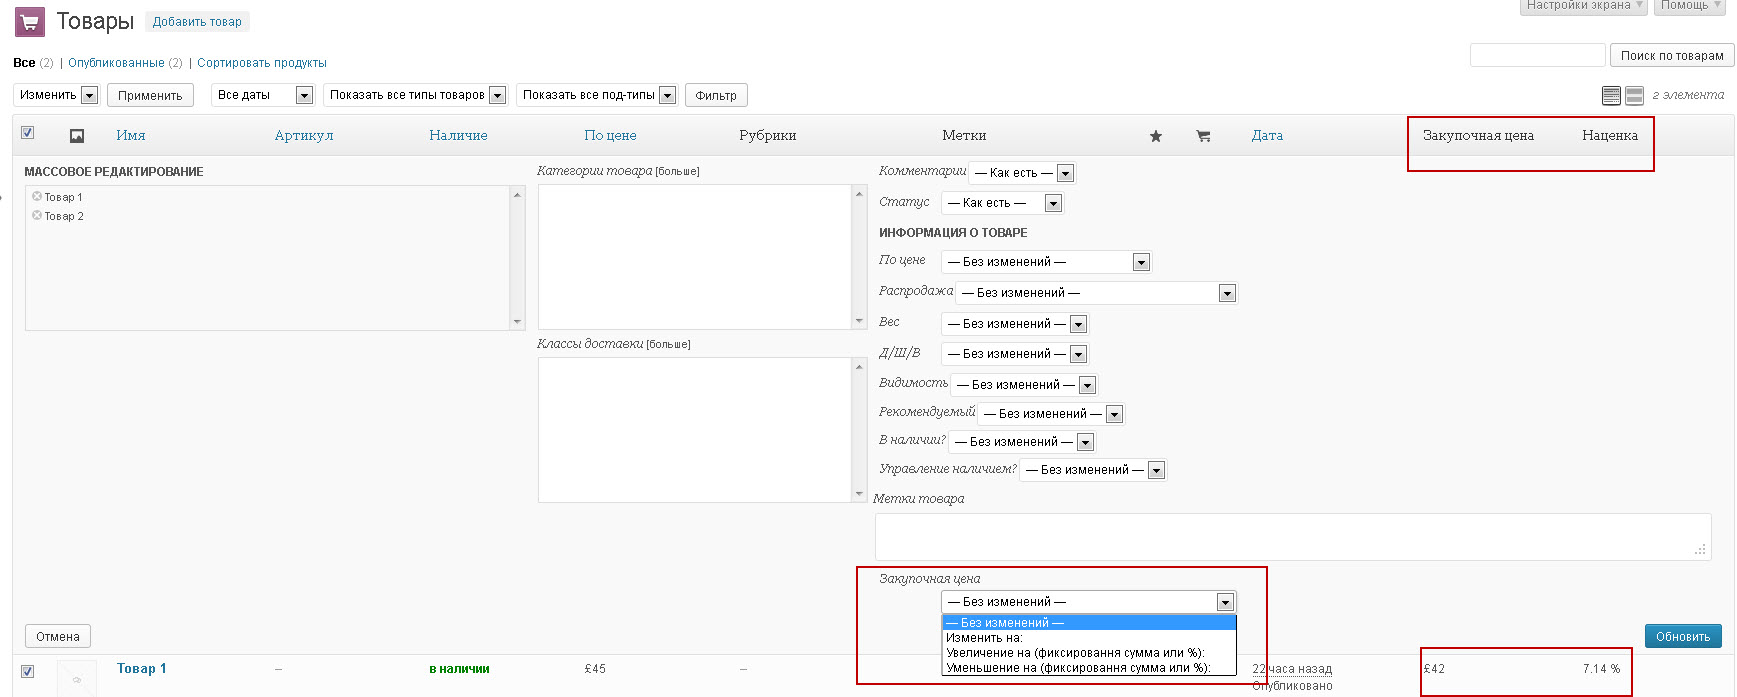 Товары Добавить товар Настройки экрана Помощь
Все (2) | Опубликованные (2) | Сортировать продукты Поиск по товарам
Изменить Применить Все даты Показать все типы товаров Показать все под-типы Фильтр 2 элемента
Имя Артикул Наличие По цене Рубрики Метки Дата Закупочная цена Наценка
МАССОВОЕ РЕДАКТИРОВАНИЕ
Товар 1
Товар 2
Категории товара [больше]
Классы доставки [больше]
Комментарии — Как есть —
Статус — Как есть —
ИНФОРМАЦИЯ О ТОВАРЕ
По цене — Без изменений —
Распродажа — Без изменений —
Вес — Без изменений —
Д/Ш/В — Без изменений —
Видимость — Без изменений —
Рекомендуемый — Без изменений —
В наличии? — Без изменений —
Управление наличием? — Без изменений —
Метки товара
Закупочная цена
— Без изменений —
— Без изменений —
Изменить на:
Увеличение на (фиксировання сумма или %):
Уменьшение на (фиксировання сумма или %):
Отмена Обновить
Товар 1 – в наличии £45 – 22 часа назад £42 7.14 %
Опубликовано